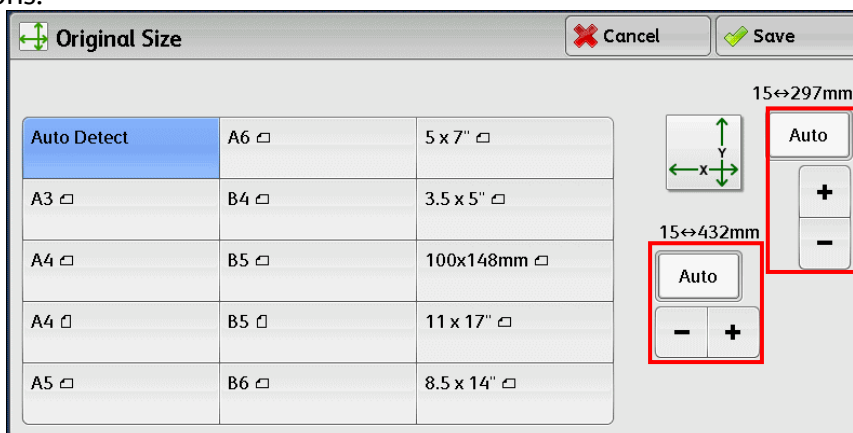 ons.
Original Size Cancel Save
15↔297mm
Auto Detect A6 5 x 7" Auto
Y
X
A3 B4 3.5 x 5" +
15↔432mm
A4 B5 100x148mm -
Auto
A4 B5 11 x 17" - +
A5 B6 8.5 x 14"